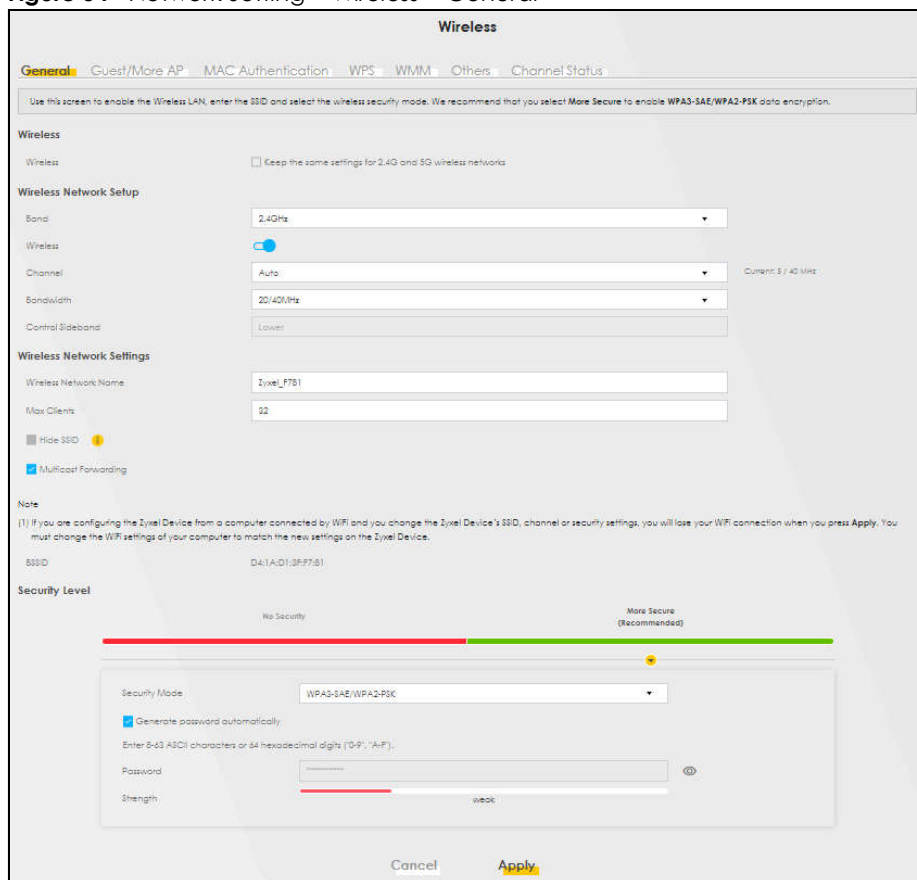 Wireless
General Guest/More AP MAC Authentication WPS WMM Others Channel Status
Use this screen to enable the Wireless LAN, enter the SSID and select the wireless security mode. We recommend that you select More Secure to enable WPA3-SAE/WPA2-PSK data encryption.
Wireless
Wireless Keep the same settings for 2.4G and 5G wireless networks
Wireless Network Setup
Band 2.4GHz
Wireless
Channel Auto Current: 5 / 40 MHz
Bandwidth 20/40MHz
Control Sideband Lower
Wireless Network Settings
Wireless Network Name Zyxel_F7B1
Max Clients 32
Hide SSID
Multicast Forwarding
Note
(1) If you are configuring the Zyxel Device from a computer connected by WiFi and you change the Zyxel Device's SSID, channel or security settings, you will lose your WiFi connection when you press Apply. You
must change the WiFi settings of your computer to match the new settings on the Zyxel Device.
BSSID D4:1A:D1:3F:F7:B1
Security Level
No Security More Secure
(Recommended)
Security Mode WPA3-SAE/WPA2-PSK
Generate password automatically
Enter 8-63 ASCII characters or 64 hexadecimal digits ("0-9", "A-F").
Password
Strength weak
Cancel Apply